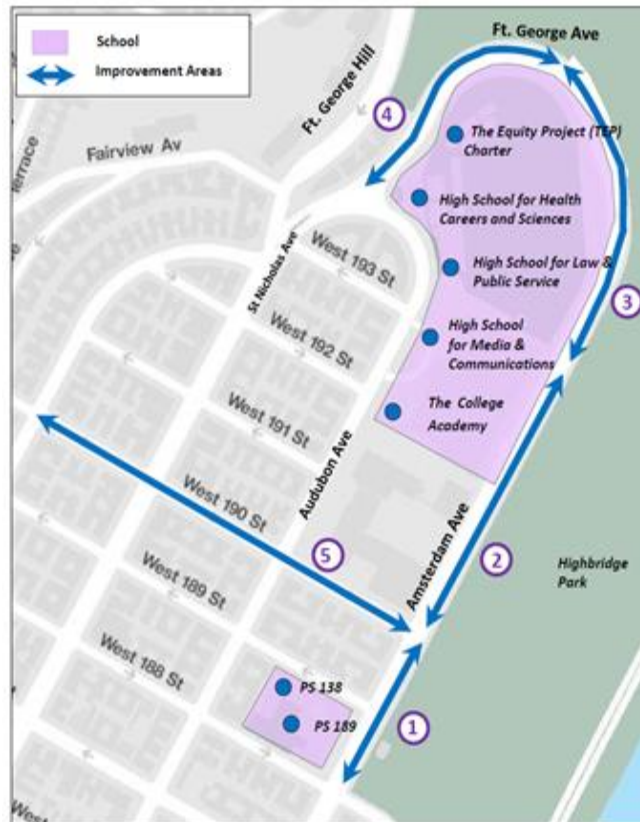 School
Improvement Areas
Ft. George Ave
Ft. George Hill
4
The Equity Project (TEP)
Charter
Fairview Av
Terrace
High School for Health
Careers and Sciences
St Nicholas Ave
West 193 St
High School for Law &
Public Service
3
West 192 St
High School
for Media &
Communications
West 191 St
The College
Academy
Audubon Ave
West 190 St
5
Amsterdam Ave
2
Highbridge
Park
West 189 St
West 188 St
PS 138
PS 189
1
West